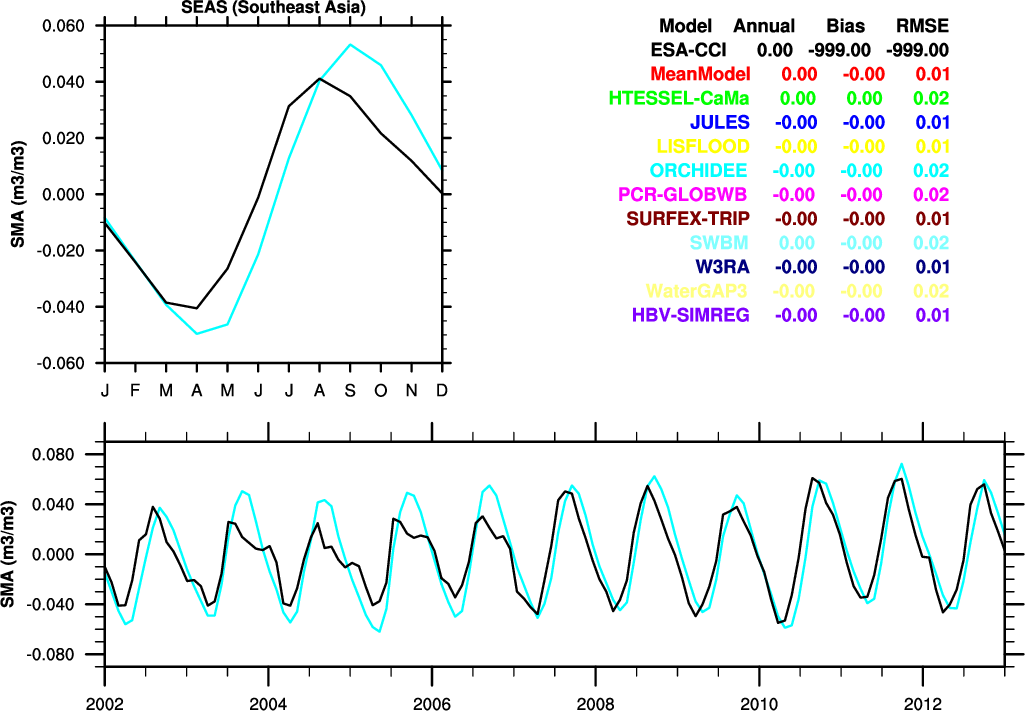 SEAS (Southeast Asia)
0.060
0.040
0.020
0.000
-0.020
-0.040
-0.060
SMA (m3/m3)
J F M A M J J A S O N D
Model Annual Bias RMSE
ESA-CCI 0.00 -999.00 -999.00
MeanModel 0.00 -0.00 0.01
HTESSEL-CaMa 0.00 0.00 0.02
JULES -0.00 -0.00 0.01
LISFLOOD -0.00 -0.00 0.01
ORCHIDEE -0.00 -0.00 0.02
PCR-GLOBWB -0.00 -0.00 0.02
SURFEX-TRIP -0.00 -0.00 0.01
SWBM 0.00 -0.00 0.02
W3RA -0.00 -0.00 0.01
WaterGAP3 -0.00 -0.00 0.02
HBV-SIMREG -0.00 -0.00 0.01
0.080
0.040
0.000
-0.040
-0.080
SMA (m3/m3)
2002 2004 2006 2008 2010 2012